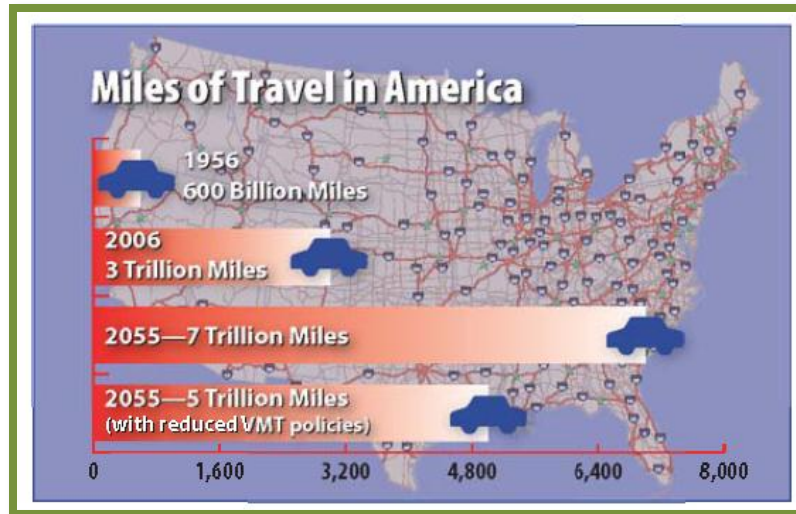 Miles of Travel in America
1956
600 Billion Miles
2006
3 Trillion Miles
2055—7 Trillion Miles
2055—5 Trillion Miles
(with reduced VMT policies)
0 1,600 3,200 4,800 6,400 8,000